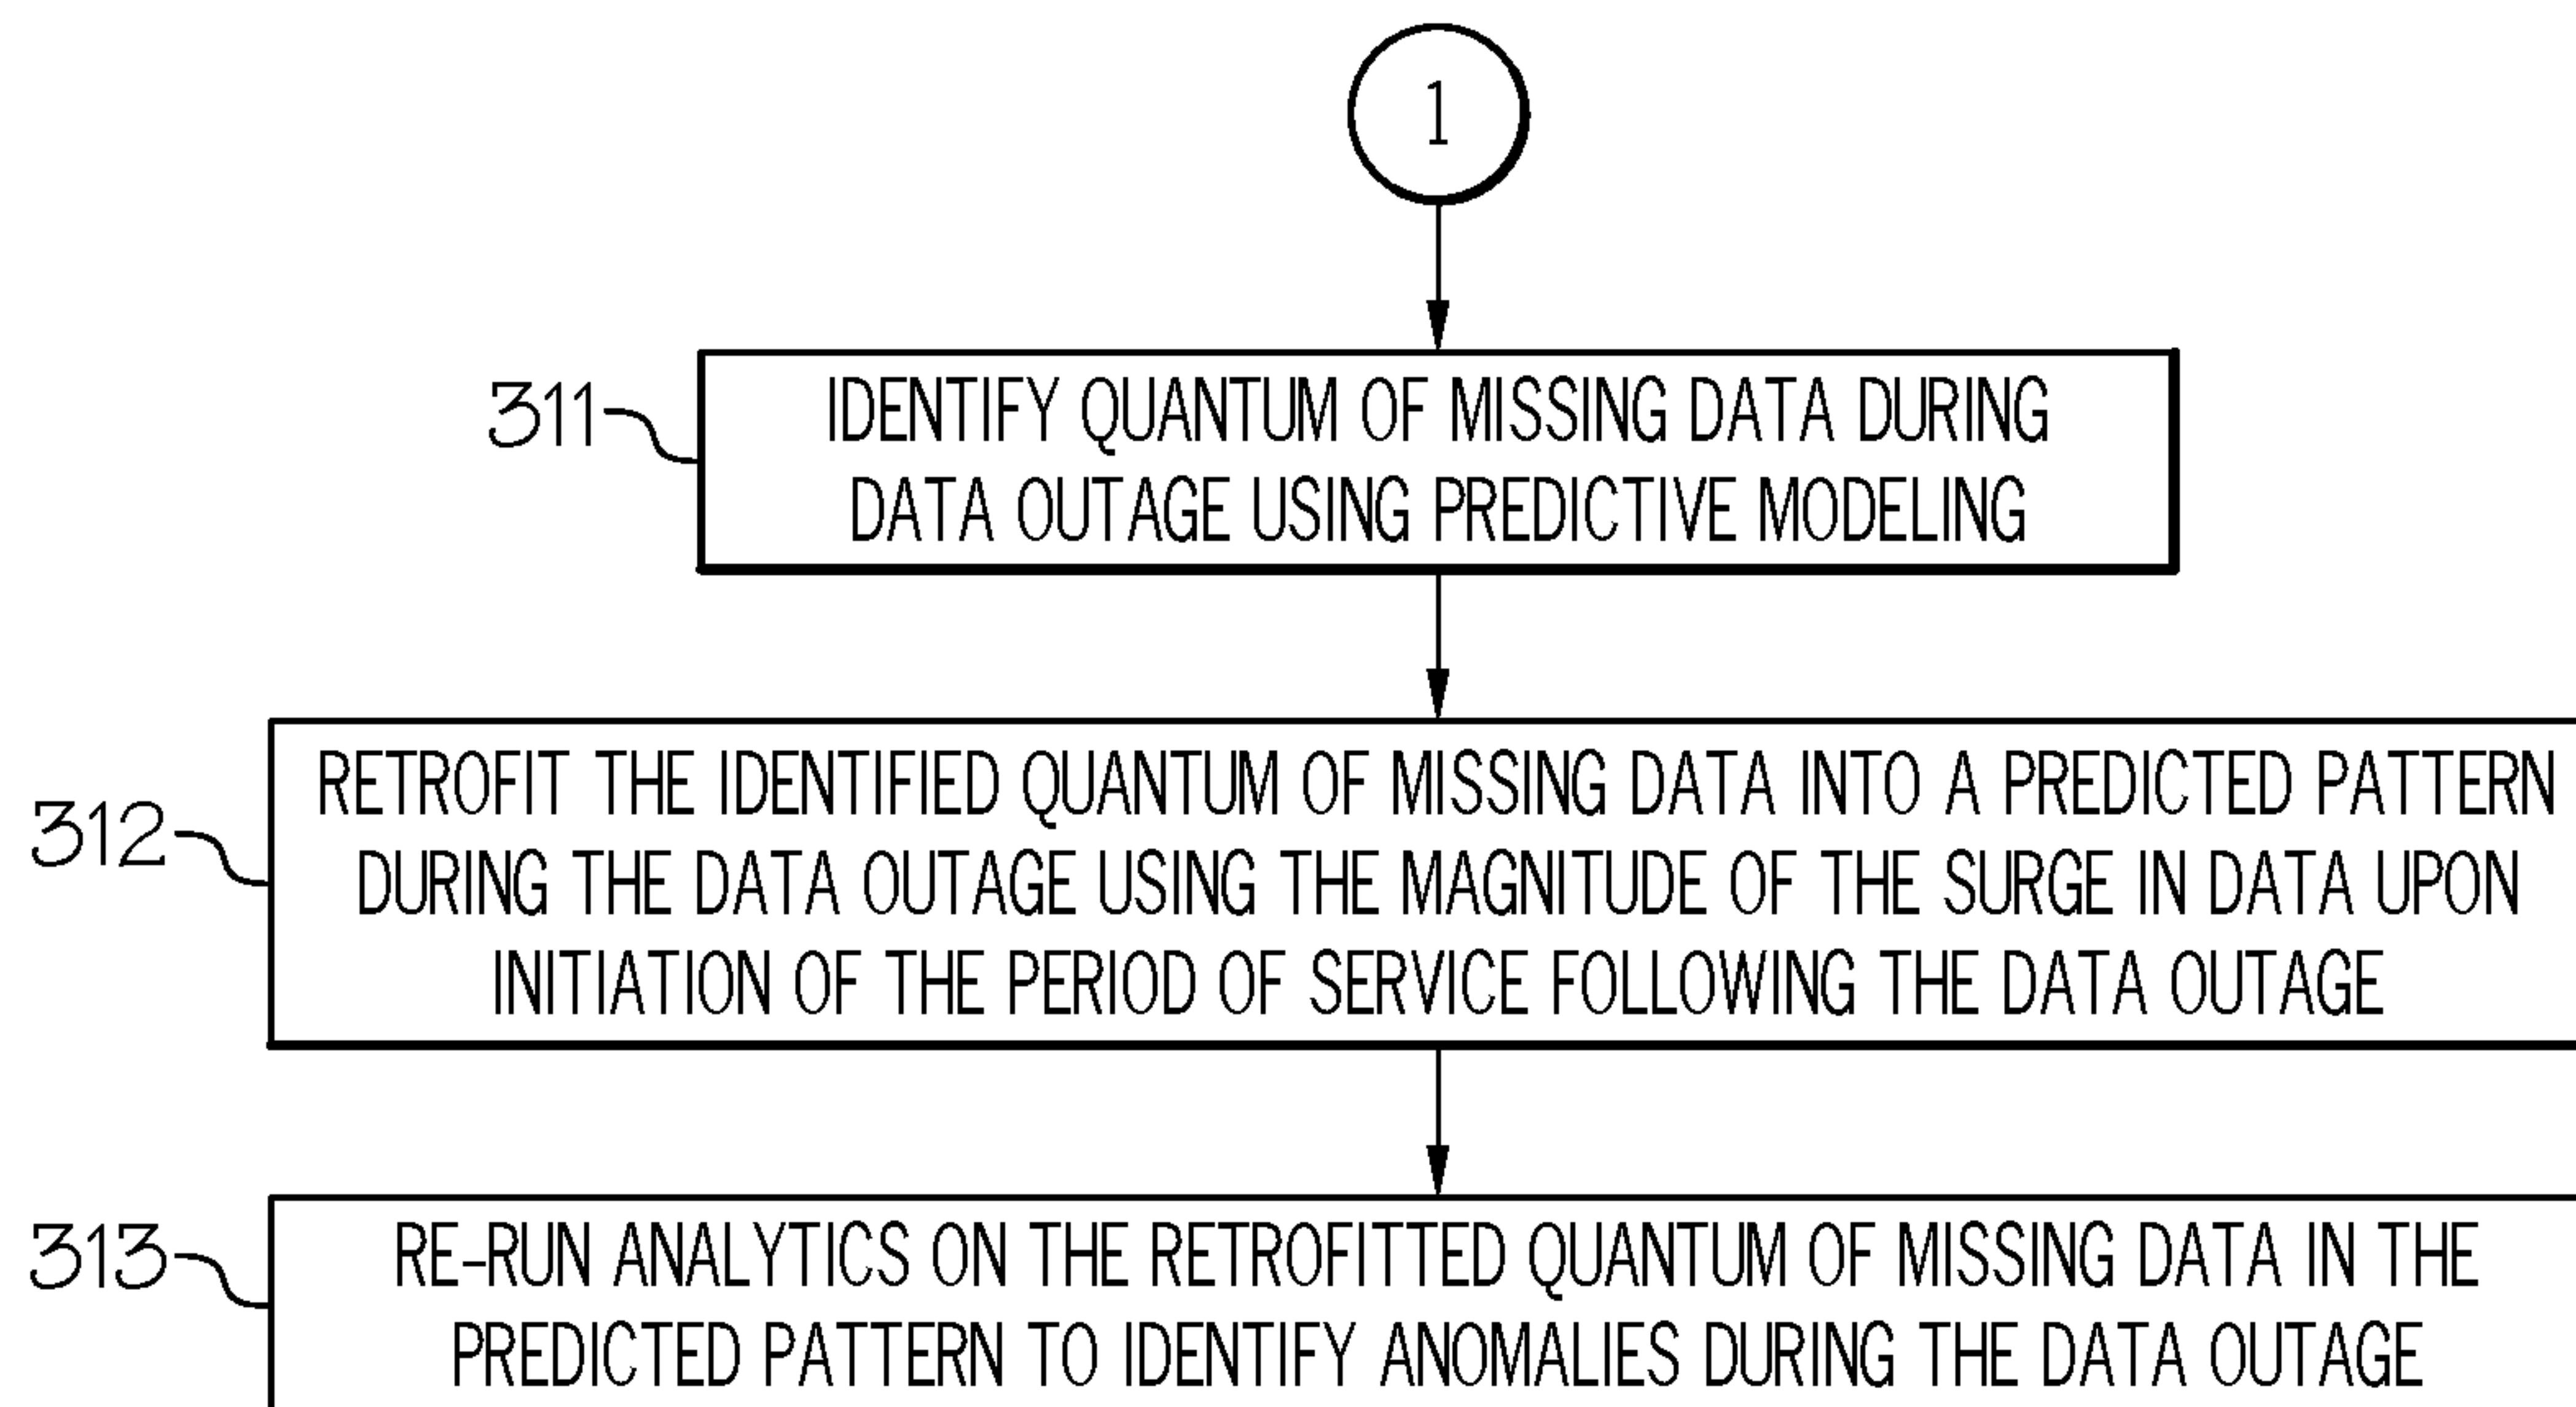 1
311
IDENTIFY QUANTUM OF MISSING DATA DURING
DATA OUTAGE USING PREDICTIVE MODELING
312
RETROFIT THE IDENTIFIED QUANTUM OF MISSING DATA INTO A PREDICTED PATTERN
DURING THE DATA OUTAGE USING THE MAGNITUDE OF THE SURGE IN DATA UPON
INITIATION OF THE PERIOD OF SERVICE FOLLOWING THE DATA OUTAGE
313
RE-RUN ANALYTICS ON THE RETROFITTED QUANTUM OF MISSING DATA IN THE
PREDICTED PATTERN TO IDENTIFY ANOMALIES DURING THE DATA OUTAGE